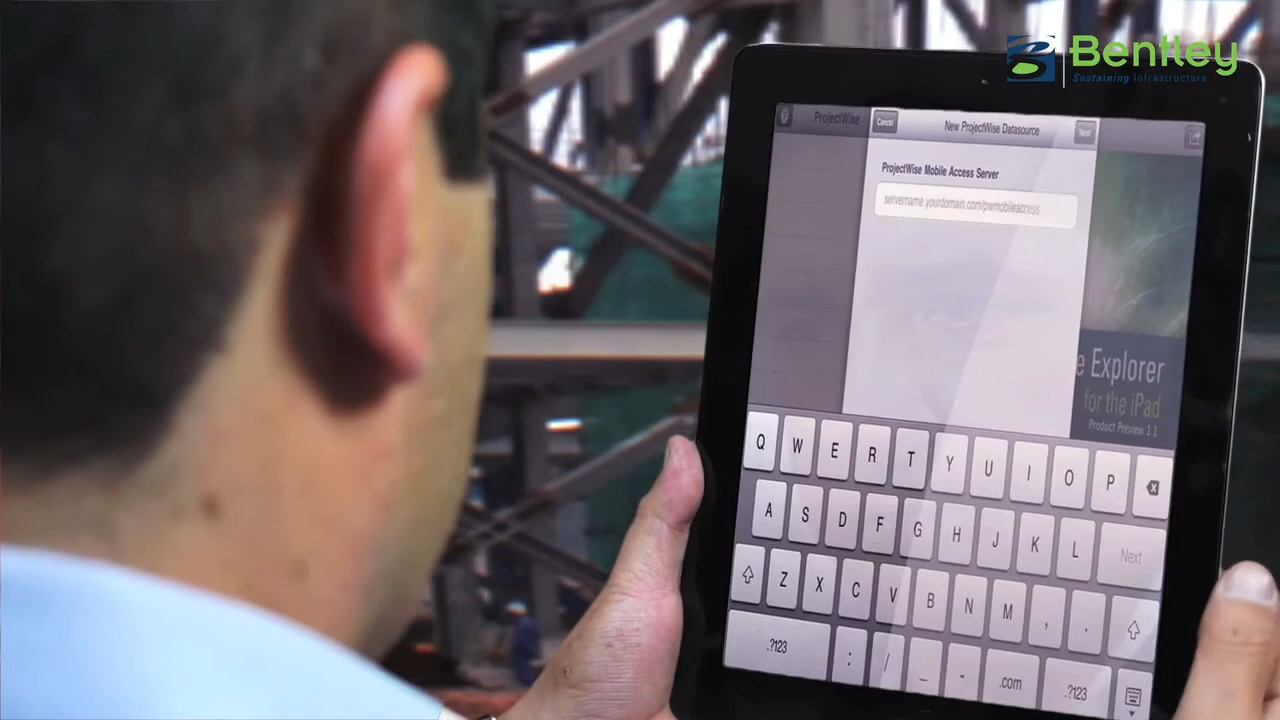 Bentley
Sustaining Infrastructure
ProjectWise
Cancel
New ProjectWise Datasource
Next
ProjectWise Mobile Access Server
servername.yourdomain.com/pwmobileaccess
e Explorer
for the iPad
Product Preview 1.1
Q W E R T Y U I O P
A S D F G H J K L Next
Z X C V B N M , .
.?123 : / _ - .com .?123